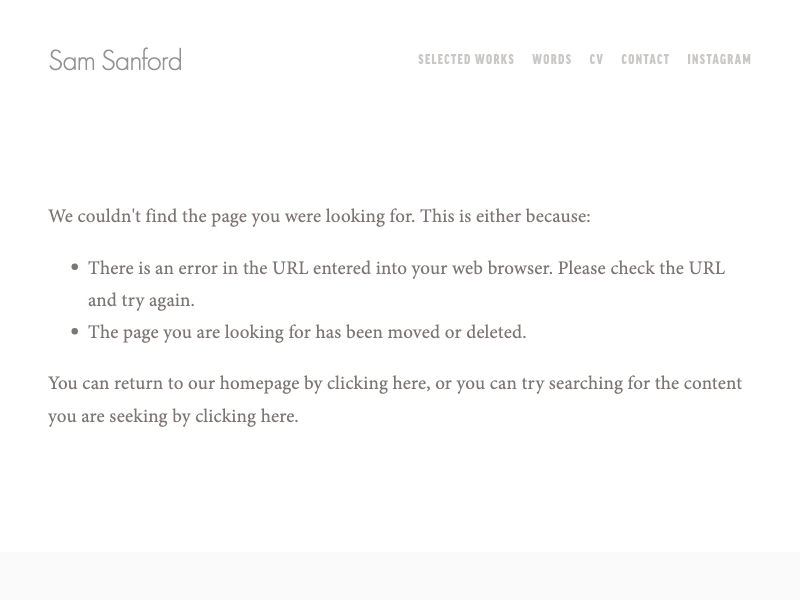 Sam Sanford
SELECTED WORKS WORDS CV CONTACT INSTAGRAM
We couldn't find the page you were looking for. This is either because:
There is an error in the URL entered into your web browser. Please check the URL
and try again.
The page you are looking for has been moved or deleted.
You can return to our homepage by clicking here, or you can try searching for the content
you are seeking by clicking here.